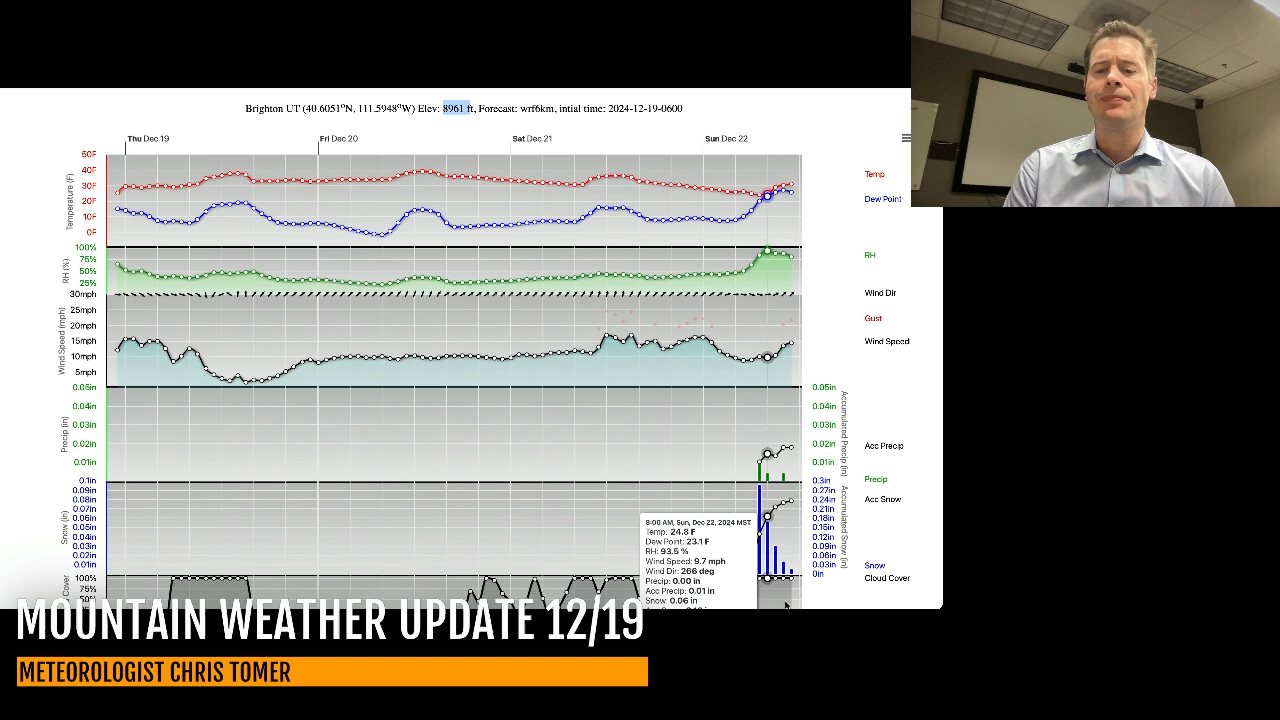 Brighton UT (40.6051°N, 111.5948°W) Elev: 8961 ft, Forecast: wrf6km, intial time: 2024-12-19-0600
Thu Dec 19 Fri Dec 20 Sat Dec 21 Sun Dec 22
Temperature (F)
50F
40F
30F
20F
10F
0F
Temp
Dew Point
RH (%)
100%
75%
50%
25%
RH
Wind Dir
Wind Speed (mph)
30mph
25mph
20mph
15mph
10mph
5mph
Gust
Wind Speed
Precip (in)
0.05in
0.04in
0.03in
0.02in
0.01in
0.05in
0.04in
0.03in
0.02in
0.01in
Accumulated Precip (in)
Acc Precip
Precip
Snow (in)
0.1in
0.09in
0.08in
0.07in
0.06in
0.05in
0.04in
0.03in
0.02in
0.01in
0.3in
0.27in
0.24in
0.21in
0.18in
0.15in
0.12in
0.09in
0.06in
0.03in
0in
Accumulated Snow (in)
Acc Snow
Snow
8:00 AM, Sun, Dec 22, 2024 MST
Temp: 24.8 F
Dew Point: 23.1 F
RH: 93.5 %
Wind Speed: 9.7 mph
Wind Dir: 266 deg
Precip: 0.00 in
Acc Precip: 0.01 in
Snow: 0.06 in
Cover
100%
75%
Cloud Cover
MOUNTAIN WEATHER UPDATE 12/19
METEOROLOGIST CHRIS TOMER